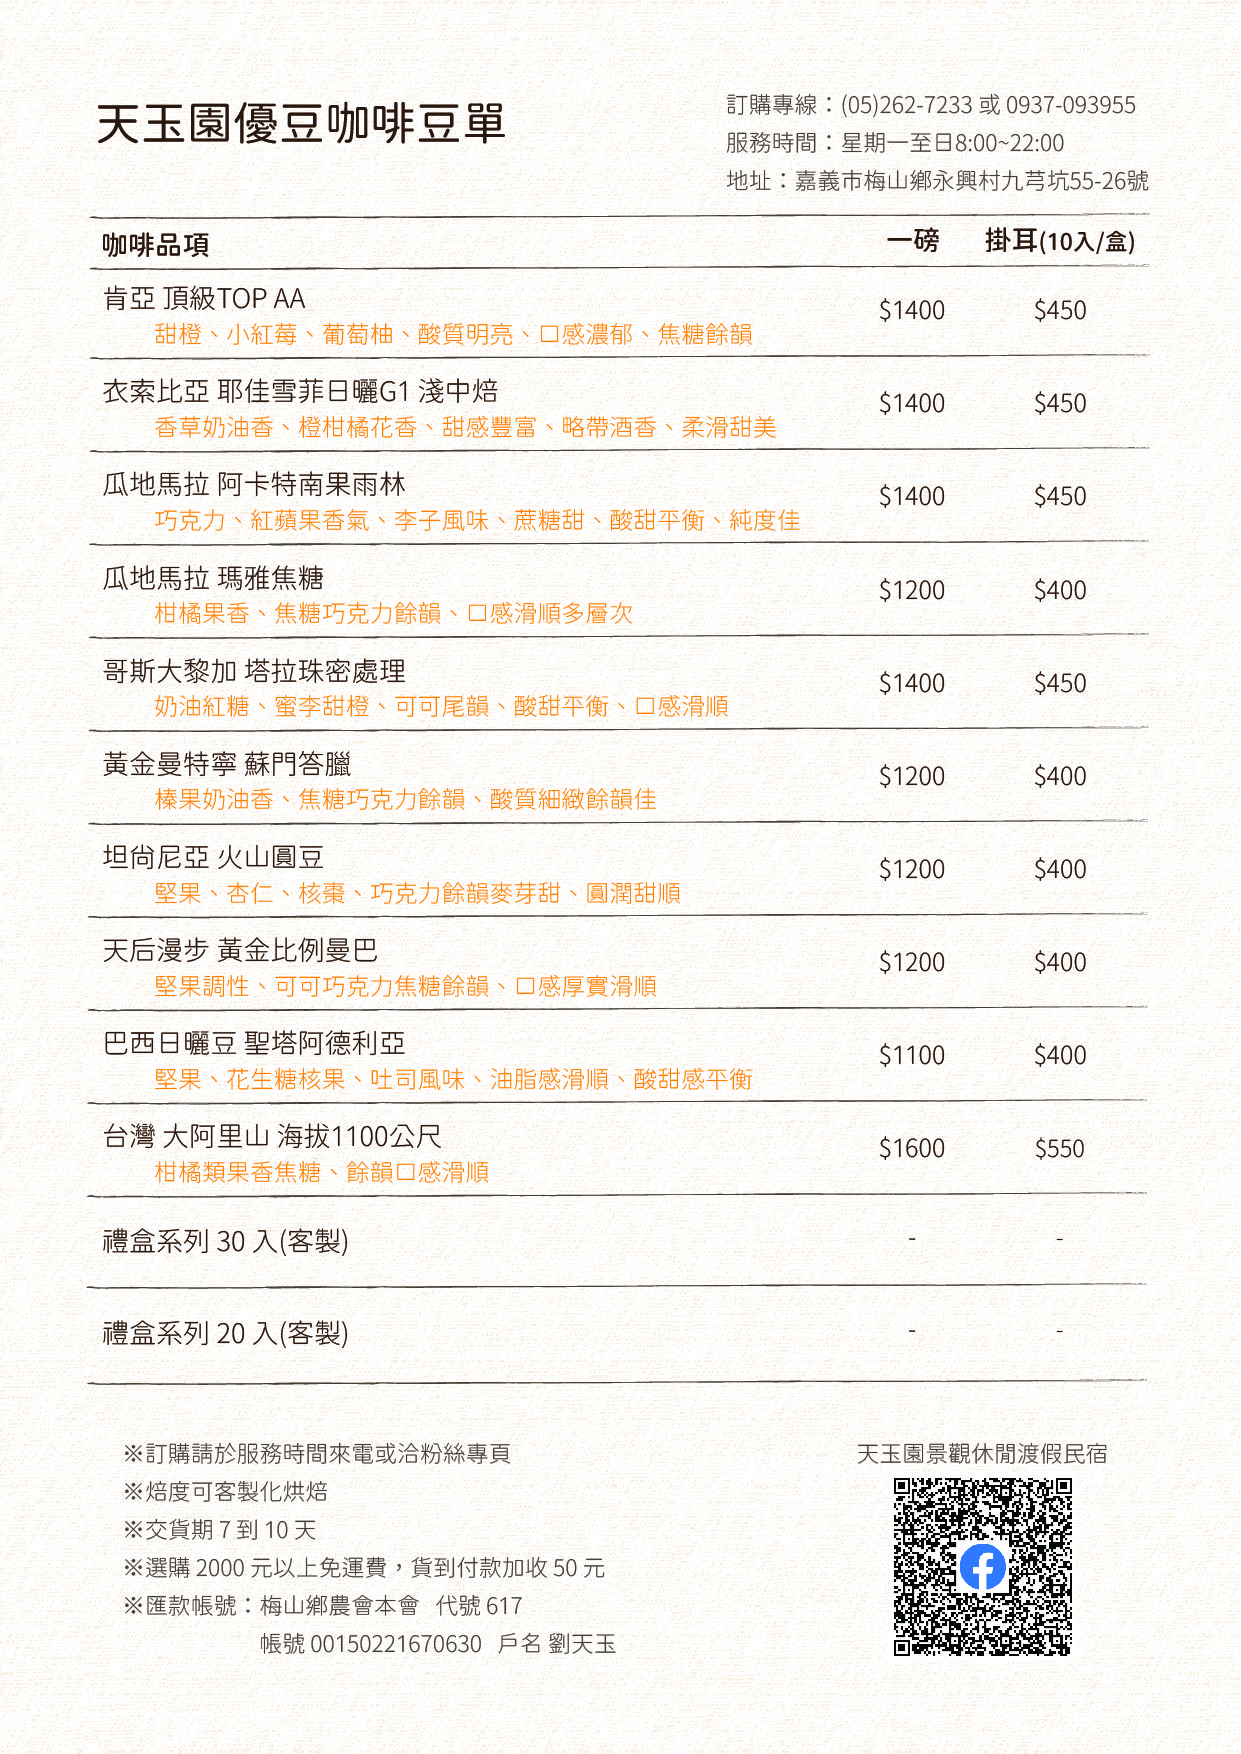 天玉園優豆咖啡豆單
訂購專線：(05)262-7233 或 0937-093955
服務時間：星期一至日8:00~22:00
地址：嘉義市梅山鄉永興村九芎坑55-26號
咖啡品項 一磅 掛耳(10入/盒)
肯亞 頂級TOP AA
甜橙、小紅莓、葡萄柚、酸質明亮、口感濃郁、焦糖餘韻
$1400 $450
衣索比亞 耶佳雪菲日曬G1 淺中焙
香草奶油香、橙柑橘花香、甜感豐富、略帶酒香、柔滑甜美
$1400 $450
瓜地馬拉 阿卡特南果雨林
巧克力、紅蘋果香氣、李子風味、蔗糖甜、酸甜平衡、純度佳
$1400 $450
瓜地馬拉 瑪雅焦糖
柑橘果香、焦糖巧克力餘韻、口感滑順多層次
$1200 $400
哥斯大黎加 塔拉珠密處理
奶油紅糖、蜜李甜橙、可可尾韻、酸甜平衡、口感滑順
$1400 $450
黃金曼特寧 蘇門答臘
榛果奶油香、焦糖巧克力餘韻、酸質細緻餘韻佳
$1200 $400
坦尚尼亞 火山圓豆
堅果、杏仁、核棗、巧克力餘韻麥芽甜、圓潤甜順
$1200 $400
天后漫步 黃金比例曼巴
堅果調性、可可巧克力焦糖餘韻、口感厚實滑順
$1200 $400
巴西日曬豆 聖塔阿德利亞
堅果、花生糖核果、吐司風味、油脂感滑順、酸甜感平衡
$1100 $400
台灣 大阿里山 海拔1100公尺
柑橘類果香焦糖、餘韻口感滑順
$1600 $550
禮盒系列 30 入(客製) - -
禮盒系列 20 入(客製) - -
※訂購請於服務時間來電或洽粉絲專頁
※焙度可客製化烘焙
※交貨期 7 到 10 天
※選購 2000 元以上免運費，貨到付款加收 50 元
※匯款帳號：梅山鄉農會本會 代號 617
帳號 00150221670630 戶名 劉天玉
天玉園景觀休閒渡假民宿